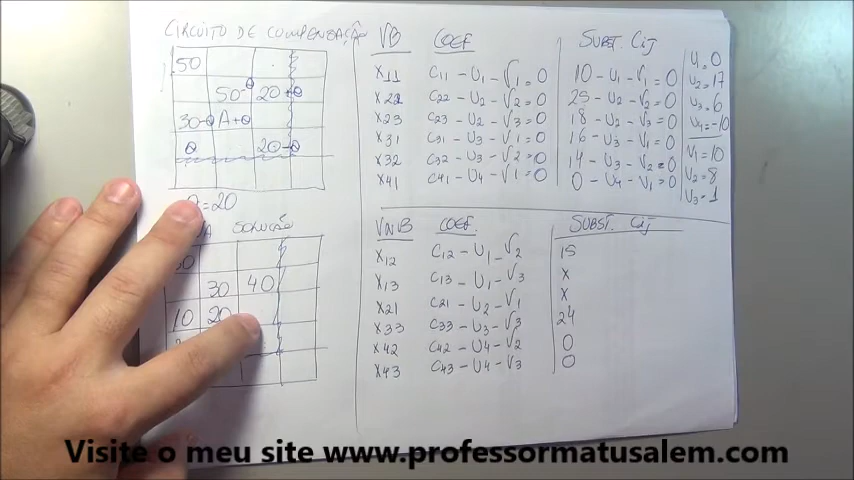 CIRCUITO DE COMPENSAÇÃO
50
50-θ 20+θ
30-θ A+θ
θ 20-θ
θ=20
SOLUÇÃO
30 40
10 20
VB COEF SUBST. Cij
X11 C11 - U1 - V1 = 0 10 - U1 - V1 = 0
X22 C22 - U2 - V2 = 0 25 - U2 - V2 = 0
X23 C23 - U2 - V3 = 0 18 - U2 - V3 = 0
X31 C31 - U3 - V1 = 0 16 - U3 - V1 = 0
X32 C32 - U3 - V2 = 0 14 - U3 - V2 = 0
X41 C41 - U4 - V1 = 0 0 - U4 - V1 = 0
U1=0
U2=17
U3=6
U4=-10
V1=10
V2=8
V3=1
VNB COEF. SUBST. Cij
X12 C12 - U1 - V2 15
X13 C13 - U1 - V3 X
X21 C21 - U2 - V1 X
X33 C33 - U3 - V3 24
X42 C42 - U4 - V2 0
X43 C43 - U4 - V3 0
Visite o meu site www.professormatusalem.com